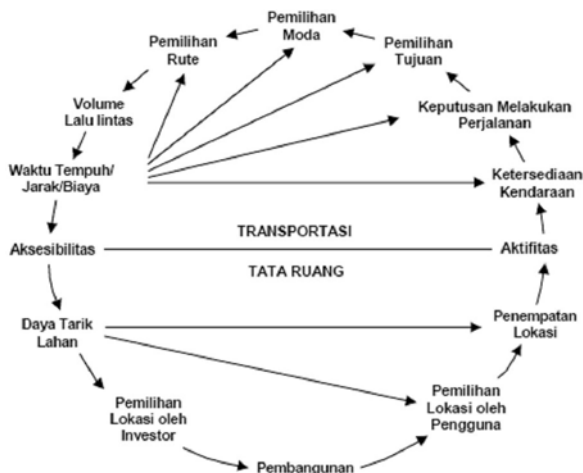 Pemilihan
Moda
Pemilihan
Rute
Pemilihan
Tujuan
Volume
Lalu lintas
Keputusan Melakukan
Perjalanan
Waktu Tempuh/
Jarak/Biaya
Ketersediaan
Kendaraan
TRANSPORTASI
Aksesibilitas
Aktifitas
TATA RUANG
Daya Tarik
Lahan
Penempatan
Lokasi
Pemilihan
Lokasi oleh
Investor
Pemilihan
Lokasi oleh
Pengguna
Pembangunan